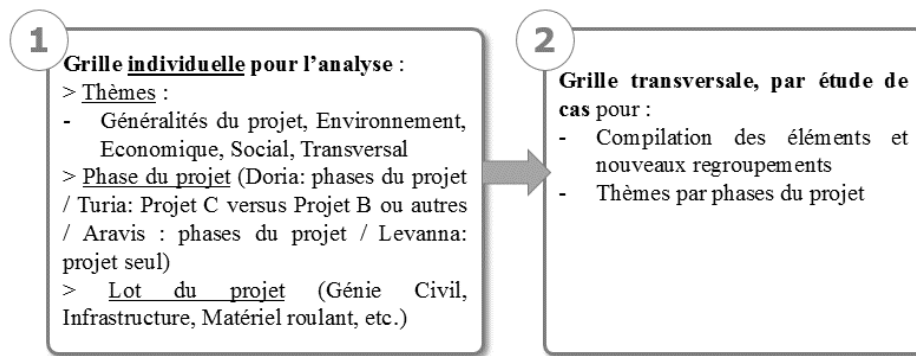 1
Grille individuelle pour l'analyse :
> Thèmes :
- Généralités du projet, Environnement,
Economique, Social, Transversal
> Phase du projet (Doria: phases du projet
/ Turia: Projet C versus Projet B ou autres
/ Aravis : phases du projet / Levanna:
projet seul)
> Lot du projet (Génie Civil,
Infrastructure, Matériel roulant, etc.)
2
Grille transversale, par étude de
cas pour :
- Compilation des éléments et
nouveaux regroupements
- Thèmes par phases du projet